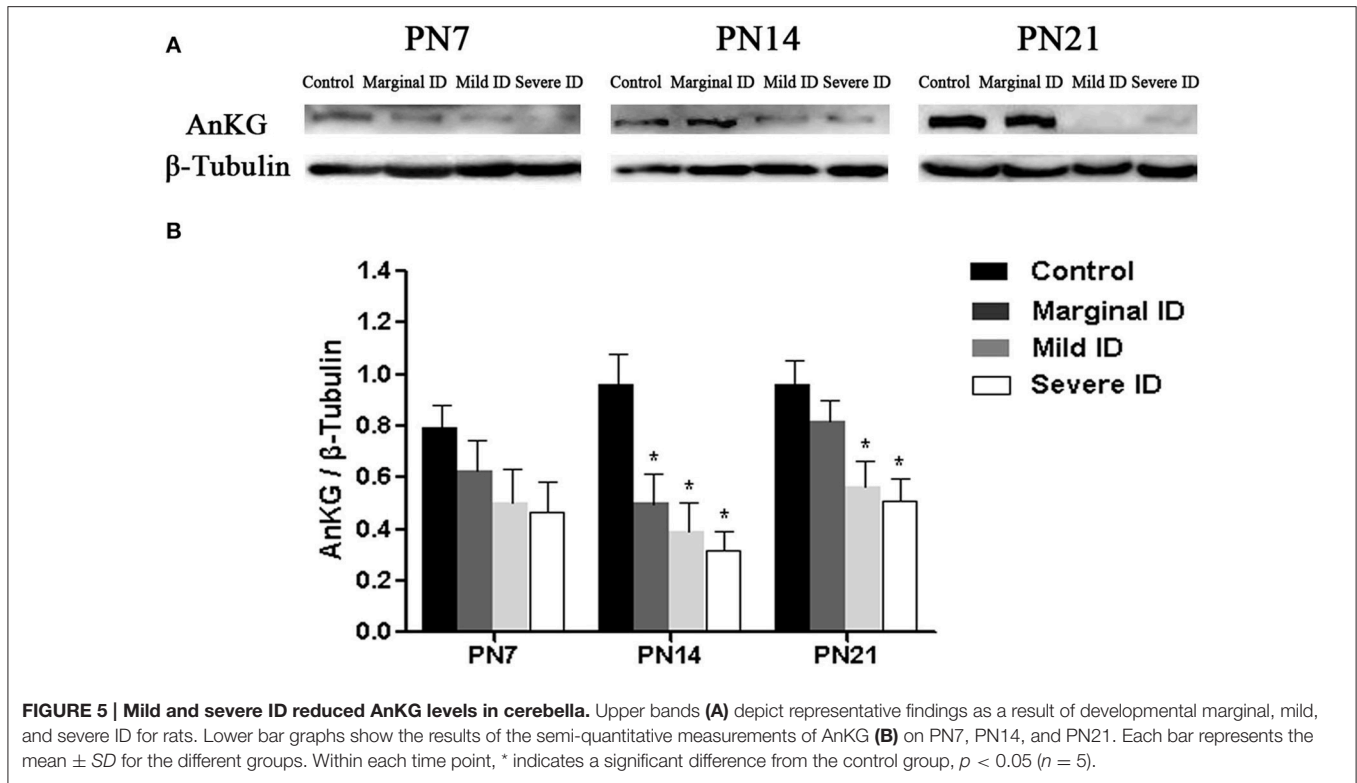 A
PN7 PN14 PN21
Control Marginal ID Mild ID Severe ID Control Marginal ID Mild ID Severe ID Control Marginal ID Mild ID Severe ID
AnKG
β-Tubulin
B
AnKG / β-Tubulin
1.4
1.2
1.0
0.8
0.6
0.4
0.2
0.0
* * * * *
PN7 PN14 PN21
Control
Marginal ID
Mild ID
Severe ID
FIGURE 5 | Mild and severe ID reduced AnKG levels in cerebella. Upper bands (A) depict representative findings as a result of developmental marginal, mild,
and severe ID for rats. Lower bar graphs show the results of the semi-quantitative measurements of AnKG (B) on PN7, PN14, and PN21. Each bar represents the
mean ± SD for the different groups. Within each time point, * indicates a significant difference from the control group, p < 0.05 (n = 5).